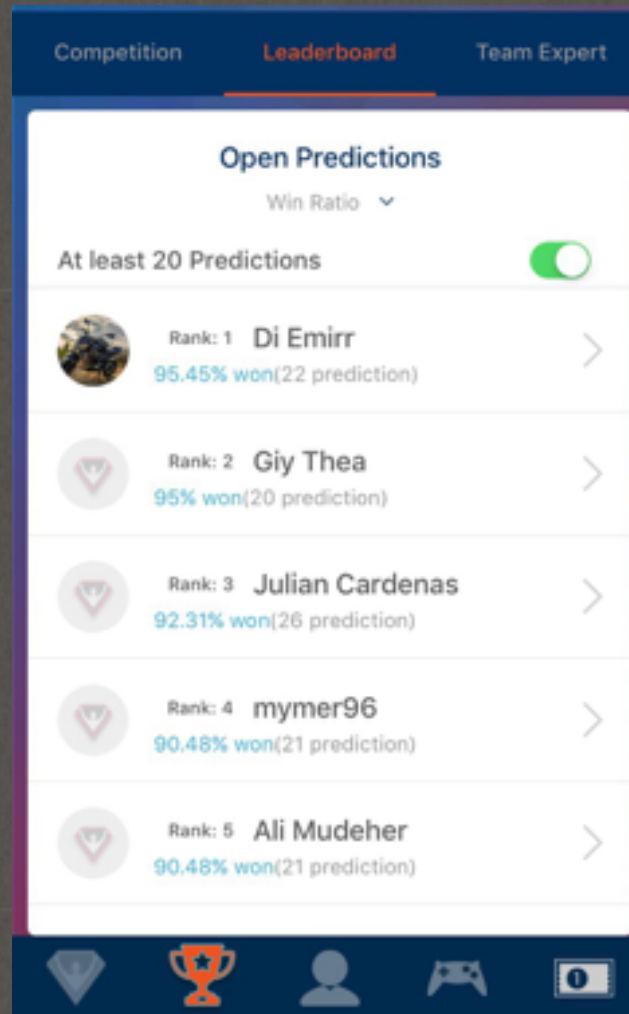 Competition Leaderboard Team Expert
Open Predictions
Win Ratio
At least 20 Predictions
Rank: 1 Di Emirr
95.45% won(22 prediction)
Rank: 2 Giy Thea
95% won(20 prediction)
Rank: 3 Julian Cardenas
92.31% won(26 prediction)
Rank: 4 mymer96
90.48% won(21 prediction)
Rank: 5 Ali Mudeher
90.48% won(21 prediction)
1